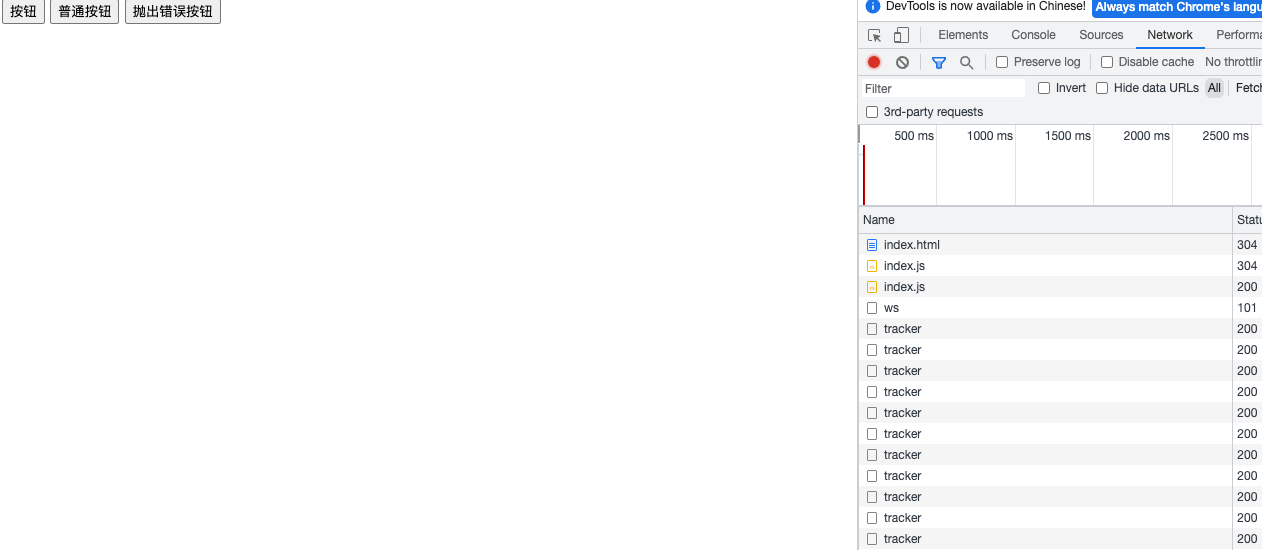 按钮 普通按钮 抛出错误按钮
DevTools is now available in Chinese! Always match Chrome's langu
Elements Console Sources Network Performa
Preserve log Disable cache No throttlin
Filter Invert Hide data URLs All Fetch
3rd-party requests
500 ms 1000 ms 1500 ms 2000 ms 2500 ms
Name Statu
index.html 304
index.js 304
index.js 200
ws 101
tracker 200
tracker 200
tracker 200
tracker 200
tracker 200
tracker 200
tracker 200
tracker 200
tracker 200
tracker 200
tracker 200